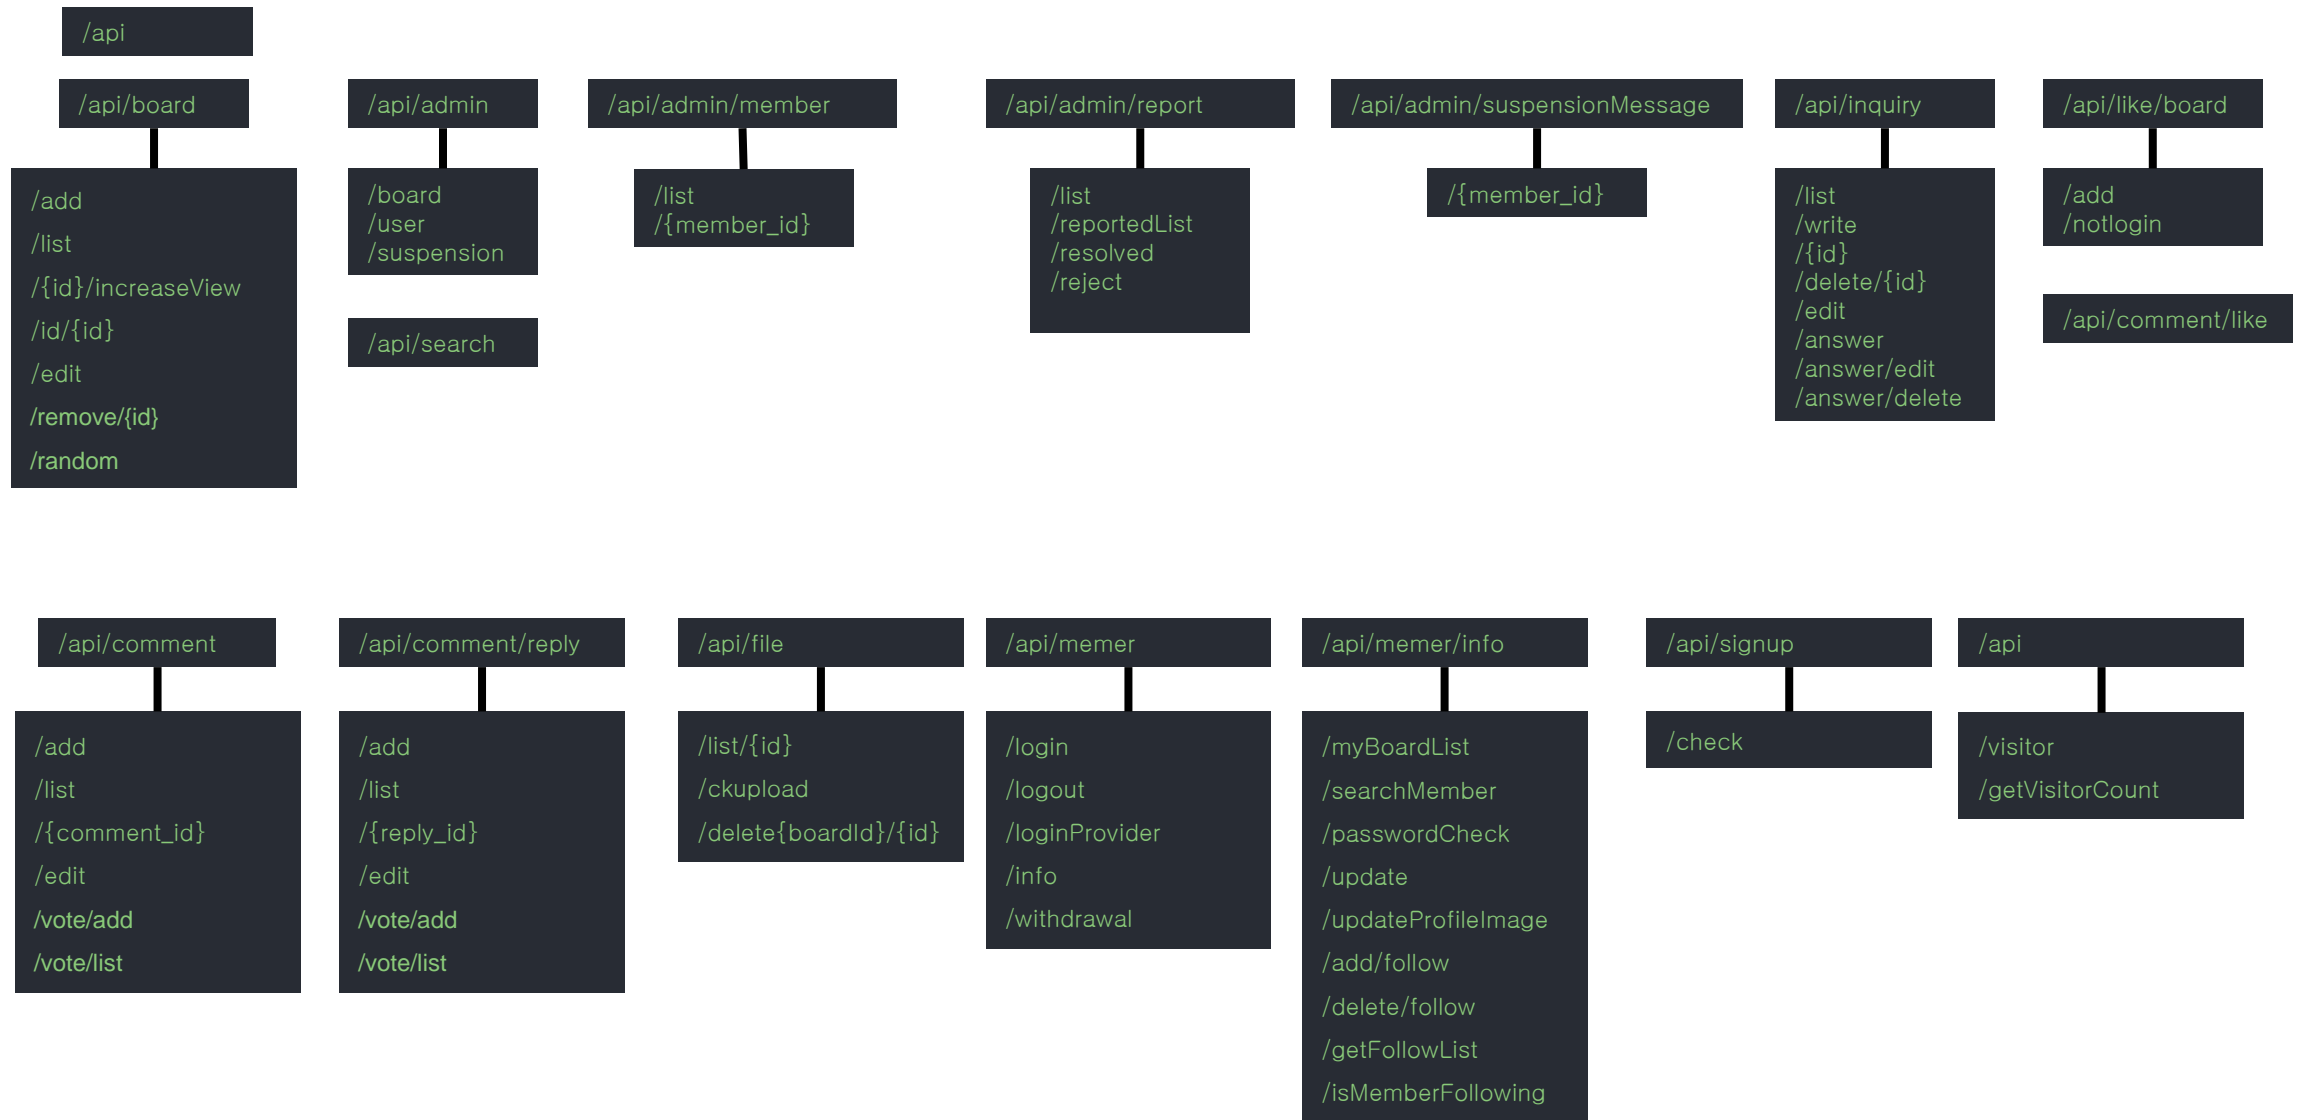 /api
/api/board
/add
/list
/{id}/increaseView
/id/{id}
/edit
/remove/{id}
/random
/api/admin
/board
/user
/suspension
/api/search
/api/admin/member
/list
/{member_id}
/api/admin/report
/list
/reportedList
/resolved
/reject
/api/admin/suspensionMessage
/{member_id}
/api/inquiry
/list
/write
/{id}
/delete/{id}
/edit
/answer
/answer/edit
/answer/delete
/api/like/board
/add
/notlogin
/api/comment/like
/api/comment
/add
/list
/{comment_id}
/edit
/vote/add
/vote/list
/api/comment/reply
/add
/list
/{reply_id}
/edit
/vote/add
/vote/list
/api/file
/list/{id}
/ckupload
/delete{boardId}/{id}
/api/memer
/login
/logout
/loginProvider
/info
/withdrawal
/api/memer/info
/myBoardList
/searchMember
/passwordCheck
/update
/updateProfileImage
/add/follow
/delete/follow
/getFollowList
/isMemberFollowing
/api/signup
/check
/api
/visitor
/getVisitorCount